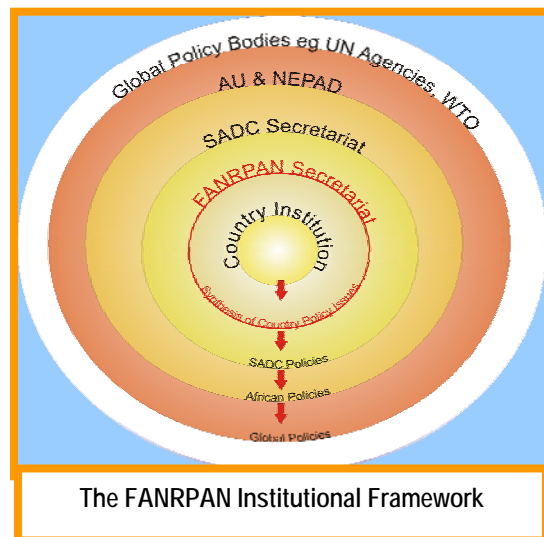 Global Policy Bodies eg UN Agencies, WTO
AU & NEPAD
SADC Secretariat
FANRPAN Secretariat
Country Institution
Synthesis of Country Policy Issues
SADC Policies
African Policies
Global Policies
The FANRPAN Institutional Framework